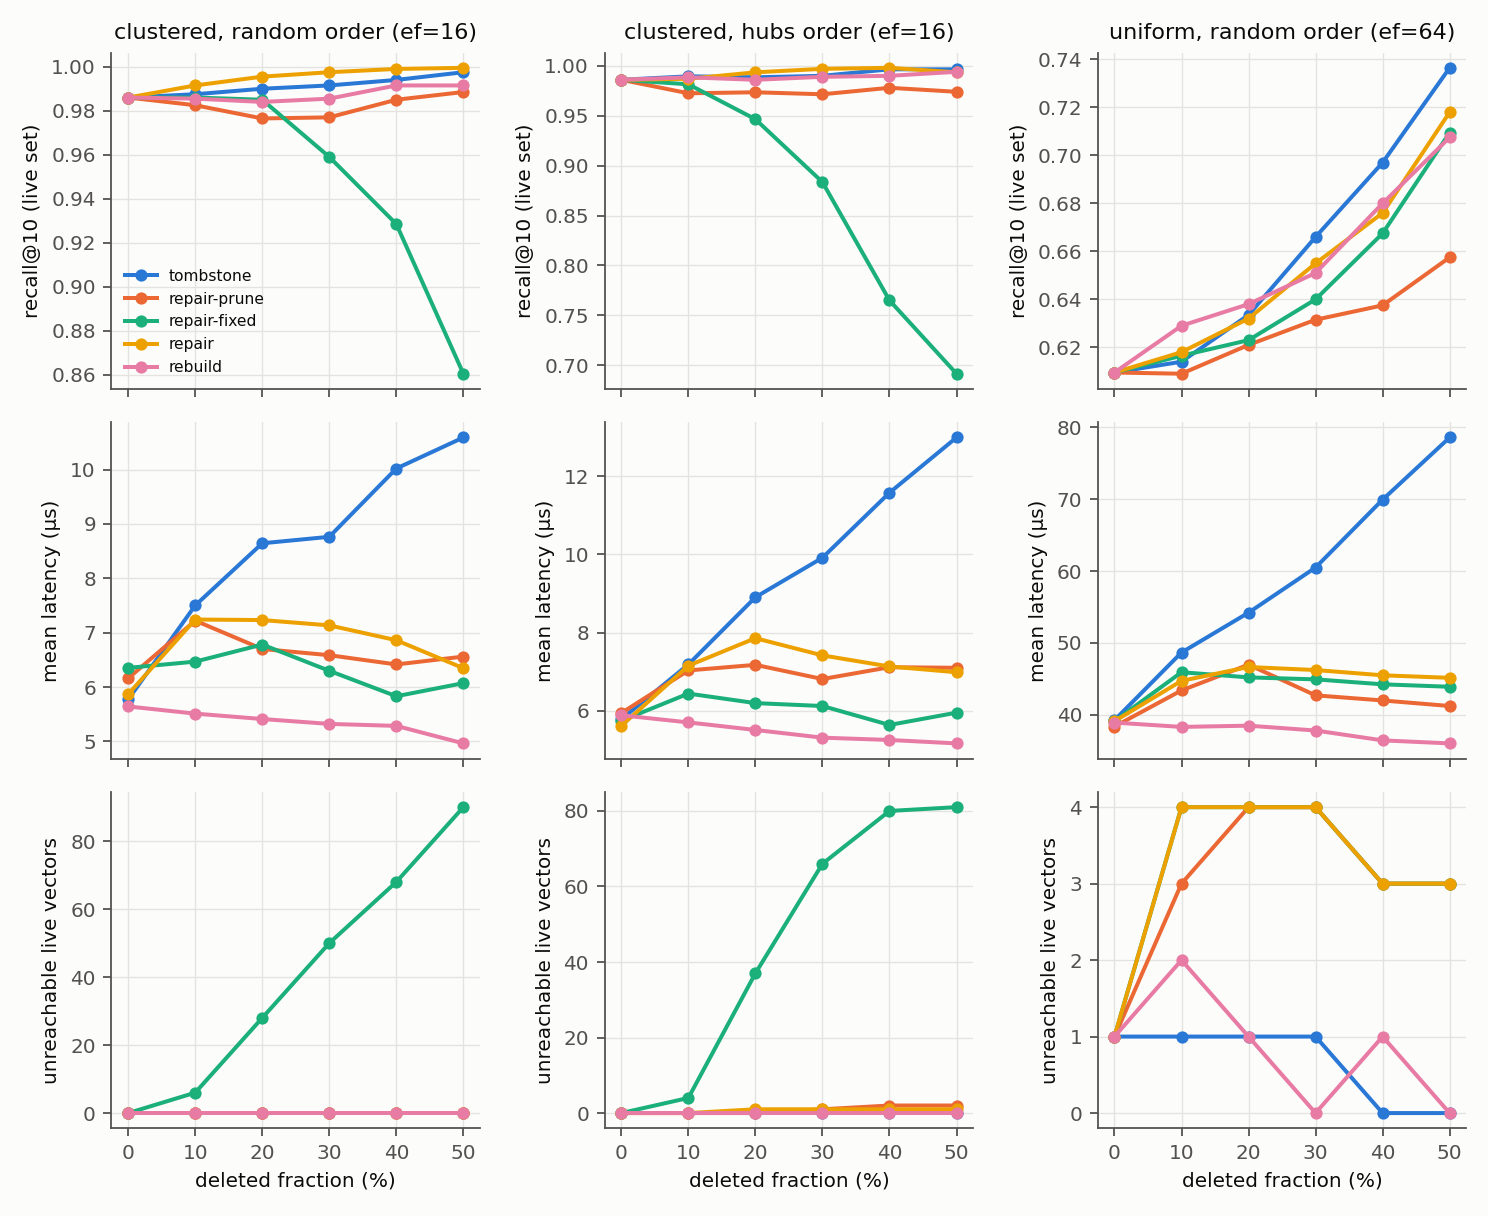 clustered, random order (ef=16)
clustered, hubs order (ef=16)
uniform, random order (ef=64)
recall@10 (live set)
1.00
0.98
0.96
0.94
0.92
0.90
0.88
0.86
tombstone
repair-prune
repair-fixed
repair
rebuild
recall@10 (live set)
1.00
0.95
0.90
0.85
0.80
0.75
0.70
recall@10 (live set)
0.74
0.72
0.70
0.68
0.66
0.64
0.62
mean latency (µs)
10
9
8
7
6
5
mean latency (µs)
12
10
8
6
mean latency (µs)
80
70
60
50
40
unreachable live vectors
80
60
40
20
0
0 10 20 30 40 50
deleted fraction (%)
unreachable live vectors
80
60
40
20
0
0 10 20 30 40 50
deleted fraction (%)
unreachable live vectors
4
3
2
1
0
0 10 20 30 40 50
deleted fraction (%)